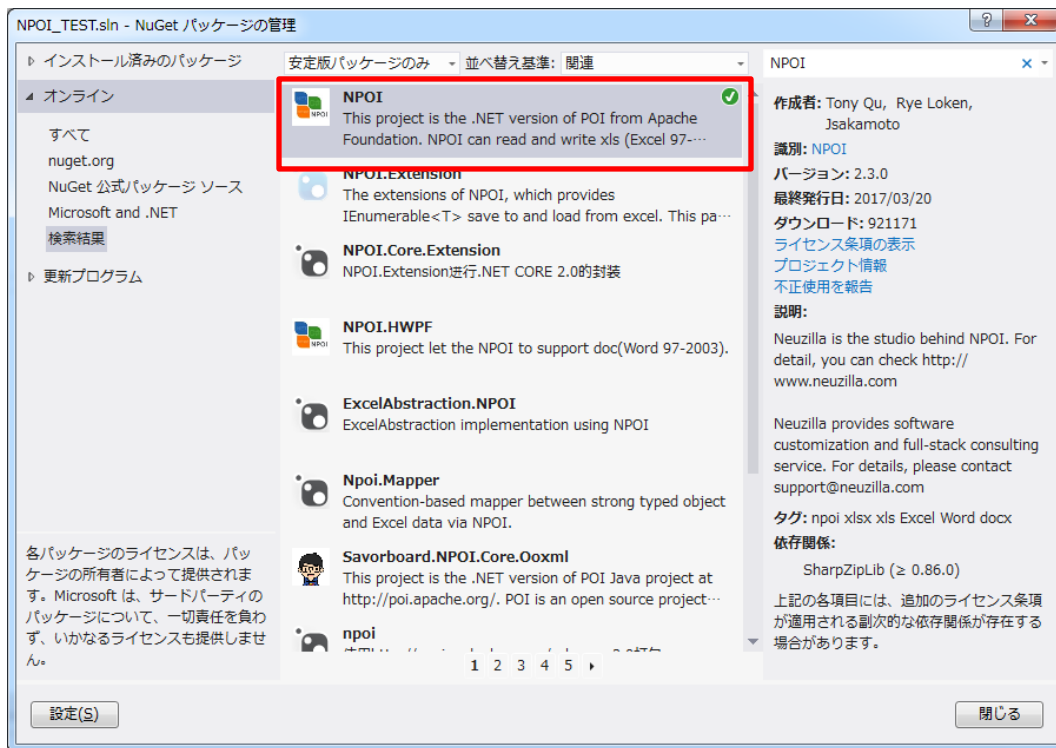 NPOI_TEST.sln - NuGet パッケージの管理
インストール済みのパッケージ
オンライン
すべて
nuget.org
NuGet 公式パッケージ ソース
Microsoft and .NET
検索結果
更新プログラム
各パッケージのライセンスは、パッ
ケージの所有者によって提供されま
す。Microsoft は、サードパーティの
パッケージについて、一切責任を負わ
ず、いかなるライセンスも提供しませ
ん。
設定(S)
安定版パッケージのみ 並べ替え基準: 関連
NPOI
This project is the .NET version of POI from Apache
Foundation. NPOI can read and write xls (Excel 97-…
NPOI.Extension
The extensions of NPOI, which provides
IEnumerable<T> save to and load from excel. This pa…
NPOI.Core.Extension
NPOI.Extension进行.NET CORE 2.0的封装
NPOI.HWPF
This project let the NPOI to support doc(Word 97-2003).
ExcelAbstraction.NPOI
ExcelAbstraction implementation using NPOI
Npoi.Mapper
Convention-based mapper between strong typed object
and Excel data via NPOI.
Savorboard.NPOI.Core.Ooxml
This project is the .NET version of POI Java project at
http://poi.apache.org/. POI is an open source project…
npoi
1 2 3 4 5
NPOI
作成者: Tony Qu, Rye Loken,
Jsakamoto
識別: NPOI
バージョン: 2.3.0
最終発行日: 2017/03/20
ダウンロード: 921171
ライセンス条項の表示
プロジェクト情報
不正使用を報告
説明:
Neuzilla is the studio behind NPOI. For
detail, you can check http://
www.neuzilla.com
Neuzilla provides software
customization and full-stack consulting
service. For details, please contact
support@neuzilla.com
タグ: npoi xlsx xls Excel Word docx
依存関係:
SharpZipLib (≥ 0.86.0)
上記の各項目には、追加のライセンス条項
が適用される副次的な依存関係が存在する
場合があります。
閉じる